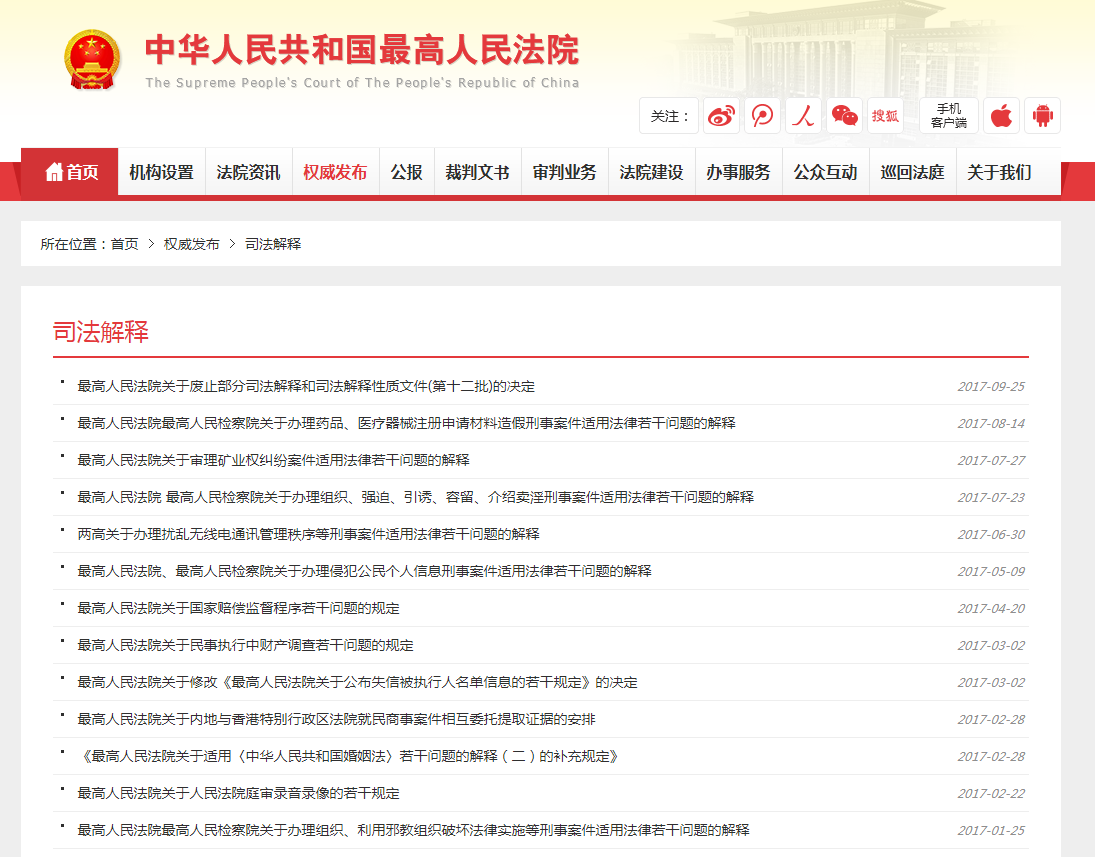 中华人民共和国最高人民法院
The Supreme People's Court of The People's Republic of China
关注： 搜狐 手机客户端
首页 机构设置 法院资讯 权威发布 公报 裁判文书 审判业务 法院建设 办事服务 公众互动 巡回法庭 关于我们
所在位置：首页 > 权威发布 > 司法解释
司法解释
最高人民法院关于废止部分司法解释和司法解释性质文件(第十二批)的决定 2017-09-25
最高人民法院最高人民检察院关于办理药品、医疗器械注册申请材料造假刑事案件适用法律若干问题的解释 2017-08-14
最高人民法院关于审理矿业权纠纷案件适用法律若干问题的解释 2017-07-27
最高人民法院 最高人民检察院关于办理组织、强迫、引诱、容留、介绍卖淫刑事案件适用法律若干问题的解释 2017-07-23
两高关于办理扰乱无线电通讯管理秩序等刑事案件适用法律若干问题的解释 2017-06-30
最高人民法院、最高人民检察院关于办理侵犯公民个人信息刑事案件适用法律若干问题的解释 2017-05-09
最高人民法院关于国家赔偿监督程序若干问题的规定 2017-04-20
最高人民法院关于民事执行中财产调查若干问题的规定 2017-03-02
最高人民法院关于修改《最高人民法院关于公布失信被执行人名单信息的若干规定》的决定 2017-03-02
最高人民法院关于内地与香港特别行政区法院就民商事案件相互委托提取证据的安排 2017-02-28
《最高人民法院关于适用〈中华人民共和国婚姻法〉若干问题的解释（二）的补充规定》 2017-02-28
最高人民法院关于人民法院庭审录音录像的若干规定 2017-02-22
最高人民法院最高人民检察院关于办理组织、利用邪教组织破坏法律实施等刑事案件适用法律若干问题的解释 2017-01-25